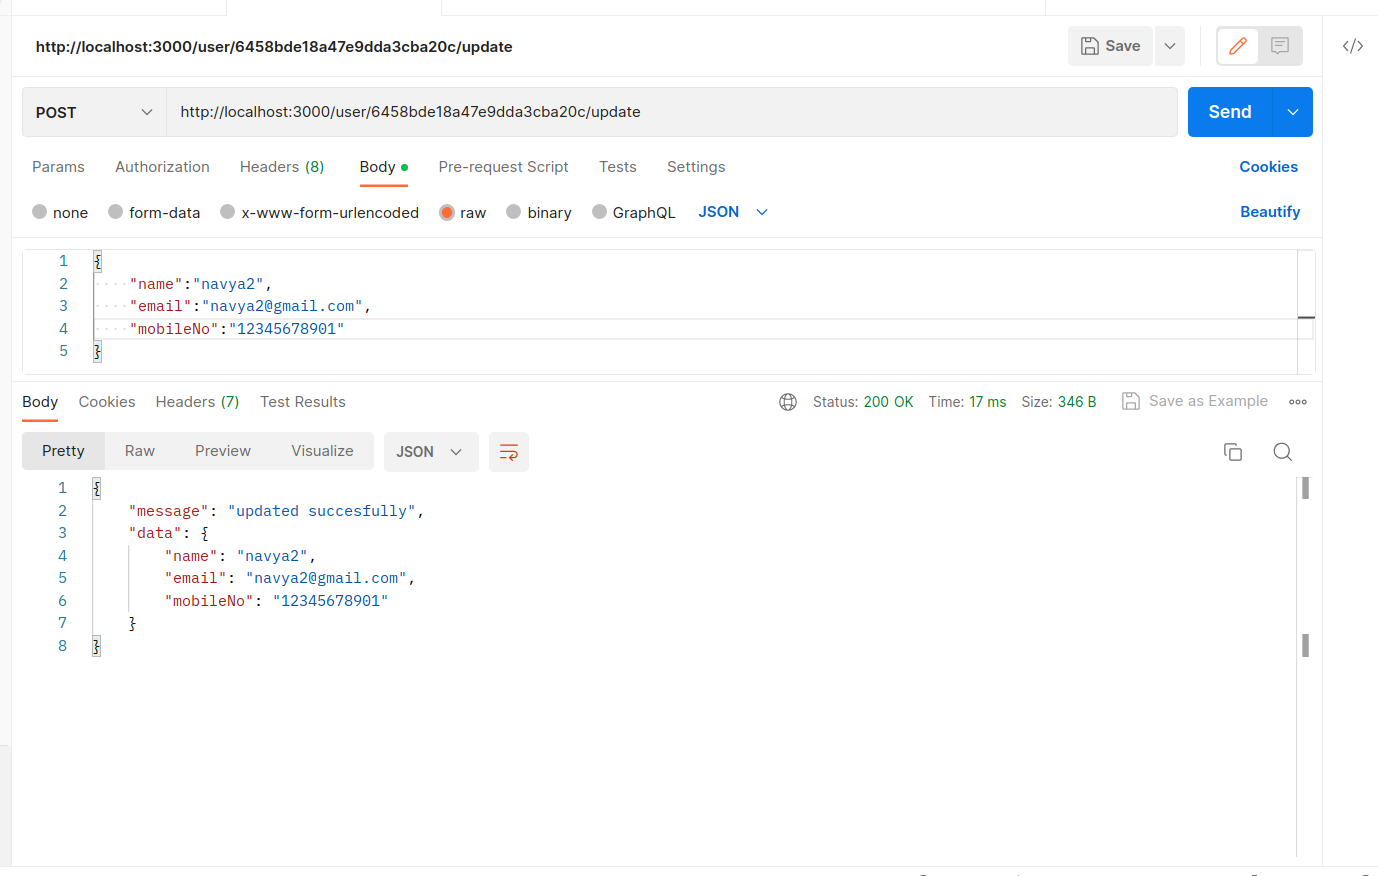 http://localhost:3000/user/6458bde18a47e9dda3cba20c/update
Save
</>
POST
http://localhost:3000/user/6458bde18a47e9dda3cba20c/update
Send
Params Authorization Headers (8) Body Pre-request Script Tests Settings Cookies
none form-data x-www-form-urlencoded raw binary GraphQL JSON Beautify
1 {
2 ····"name":"navya2",
3 ····"email":"navya2@gmail.com",
4 ····"mobileNo":"12345678901"
5 }
Body Cookies Headers (7) Test Results Status: 200 OK Time: 17 ms Size: 346 B Save as Example
Pretty Raw Preview Visualize JSON
1 {
2 "message": "updated succesfully",
3 "data": {
4 "name": "navya2",
5 "email": "navya2@gmail.com",
6 "mobileNo": "12345678901"
7 }
8 }